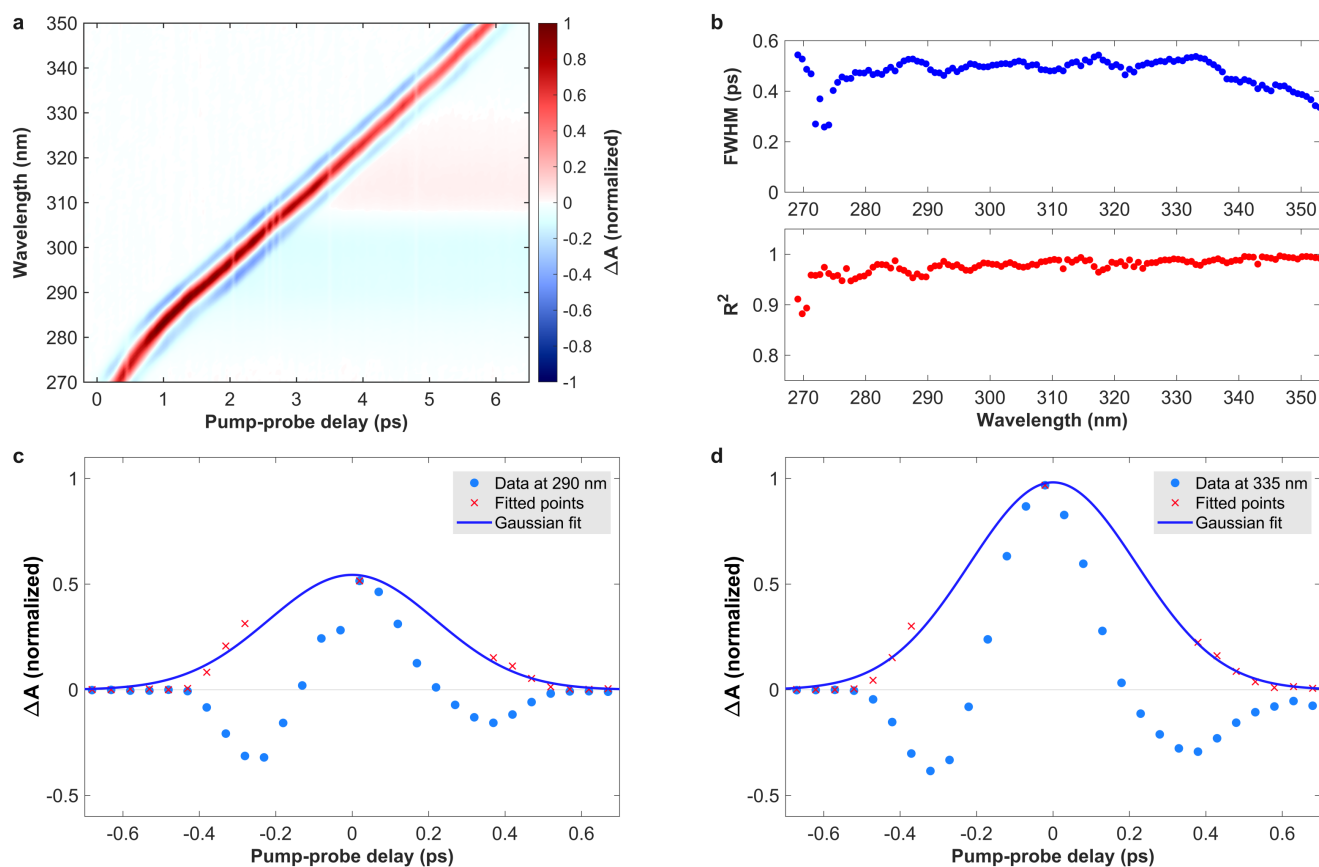 a
350
340
330
320
310
300
290
280
270
Wavelength (nm)
0 1 2 3 4 5 6
Pump-probe delay (ps)
1
0.8
0.6
0.4
0.2
0
-0.2
-0.4
-0.6
-0.8
-1
ΔA (normalized)
b
0.6
0.4
0.2
0
FWHM (ps)
270 280 290 300 310 320 330 340 350
1
0.9
0.8
R²
270 280 290 300 310 320 330 340 350
Wavelength (nm)
c
Data at 290 nm
Fitted points
Gaussian fit
1
0.5
0
-0.5
ΔA (normalized)
-0.6 -0.4 -0.2 0 0.2 0.4 0.6
Pump-probe delay (ps)
d
Data at 335 nm
Fitted points
Gaussian fit
1
0.5
0
-0.5
ΔA (normalized)
-0.6 -0.4 -0.2 0 0.2 0.4 0.6
Pump-probe delay (ps)